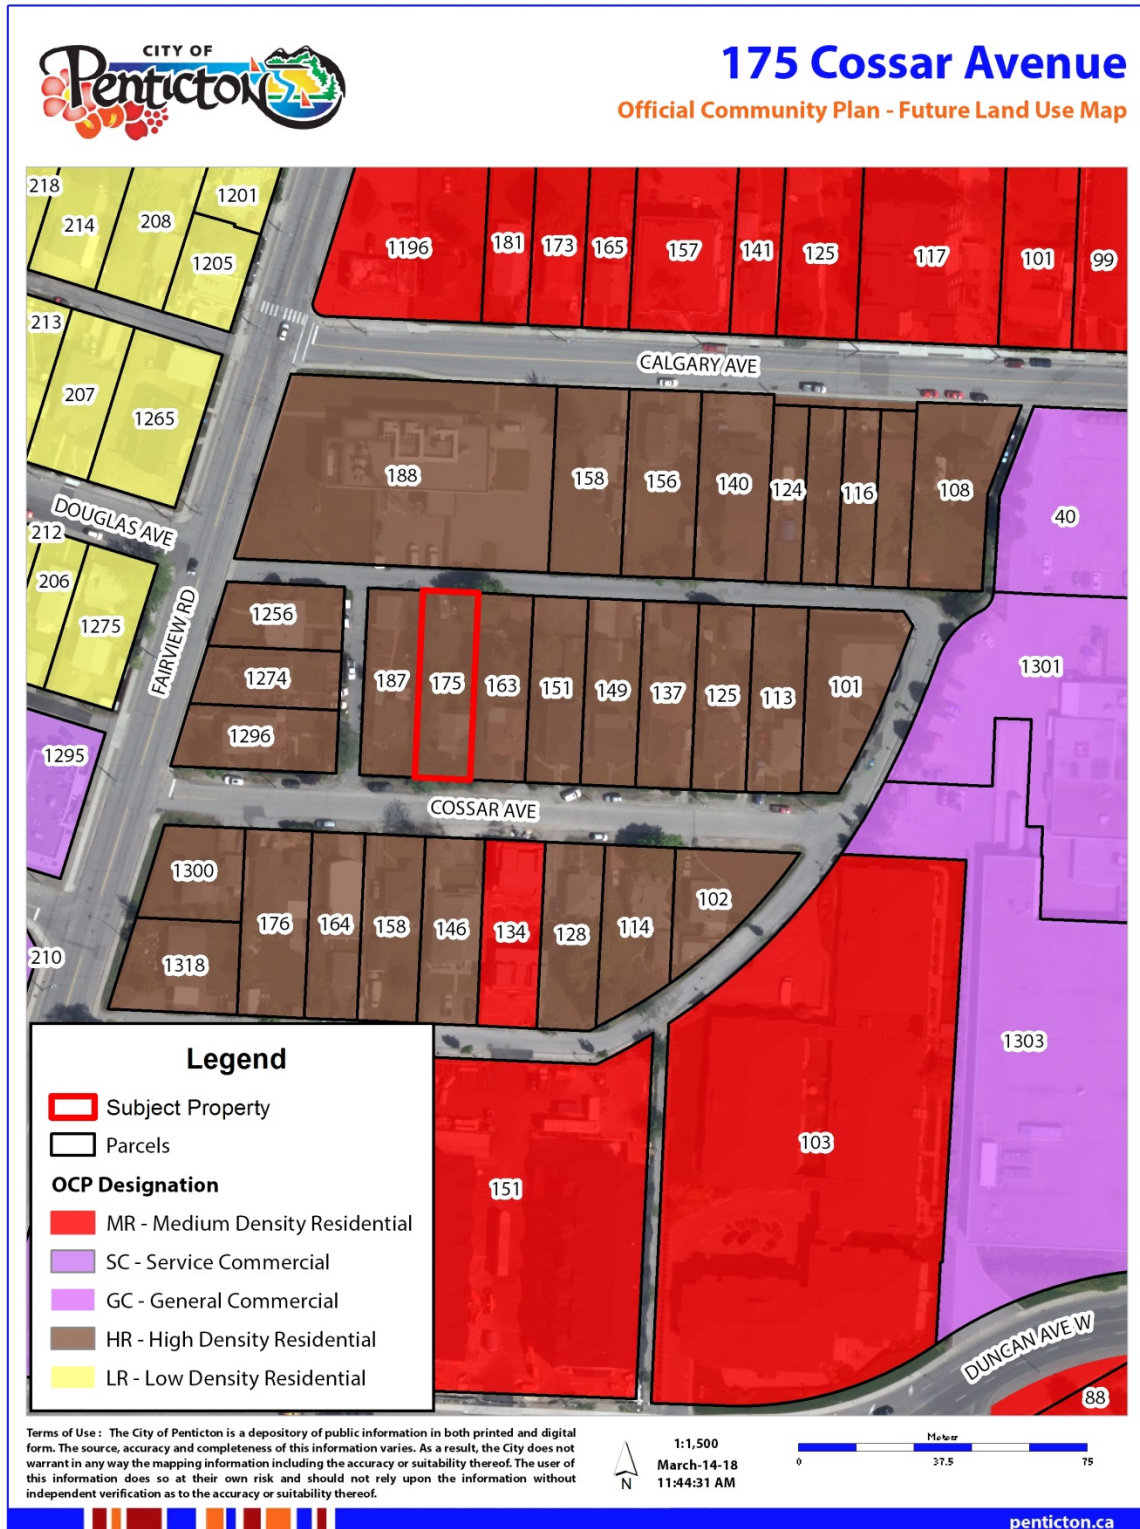 CITY OF
Penticton
175 Cossar Avenue
Official Community Plan - Future Land Use Map
218
214
208
1201
1205
1196
181
173
165
157
141
125
117
101
99
213
207
1265
CALGARY AVE
188
158
156
140
124
116
108
40
DOUGLAS AVE
212
206
1275
FAIRVIEW RD
1256
1274
1296
187
175
163
151
149
137
125
113
101
1301
1295
COSSAR AVE
1300
1318
176
164
158
146
134
128
114
102
210
1303
103
151
DUNCAN AVE W
88
Legend
Subject Property
Parcels
OCP Designation
MR - Medium Density Residential
SC - Service Commercial
GC - General Commercial
HR - High Density Residential
LR - Low Density Residential
Terms of Use : The City of Penticton is a depository of public information in both printed and digital
form. The source, accuracy and completeness of this information varies. As a result, the City does not
warrant in any way the mapping information including the accuracy or suitability thereof. The user of
this information does so at their own risk and should not rely upon the information without
independent verification as to the accuracy or suitability thereof.
N
1:1,500
March-14-18
11:44:31 AM
Meters
0 37.5 75
penticton.ca